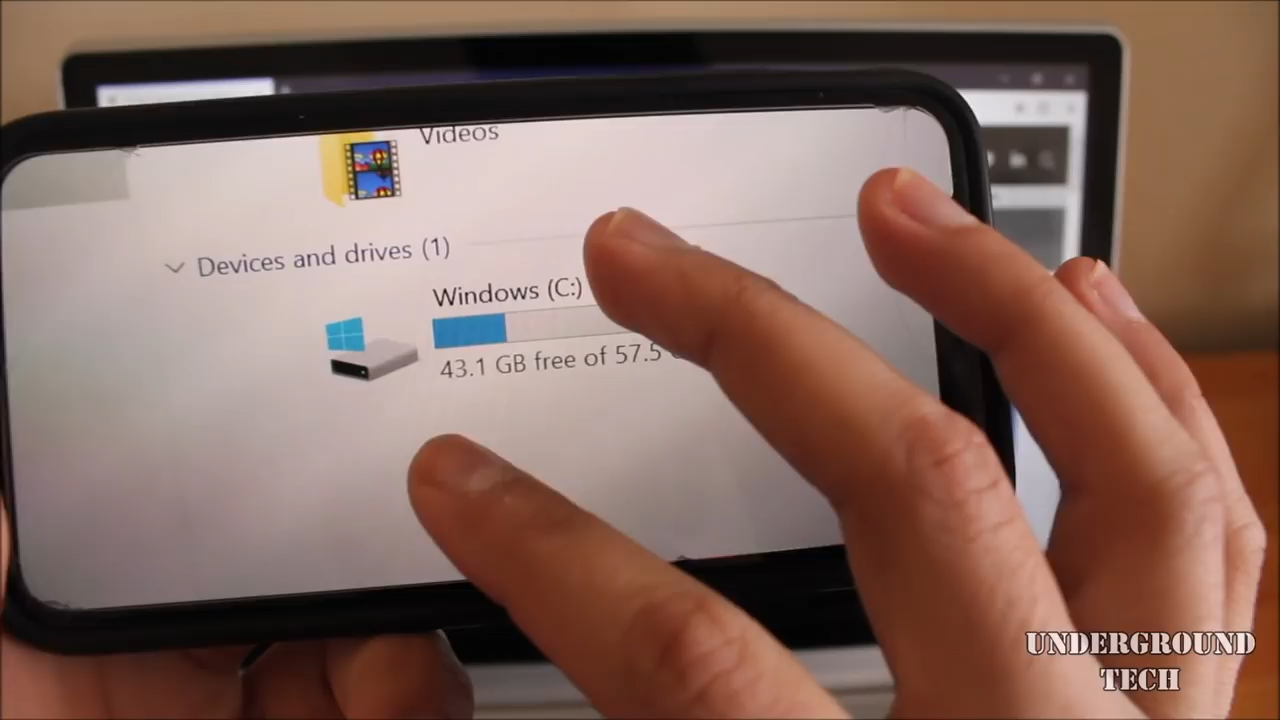 Videos
Devices and drives (1)
Windows (C:)
43.1 GB free of 57.5
UNDERGROUND
TECH